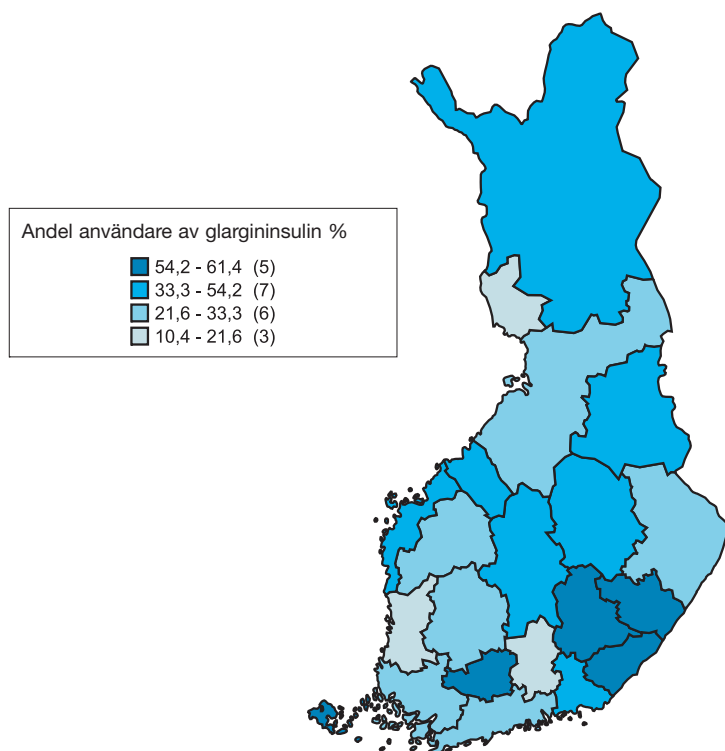 Andel användare av glargininsulin %
54,2 - 61,4 (5)
33,3 - 54,2 (7)
21,6 - 33,3 (6)
10,4 - 21,6 (3)